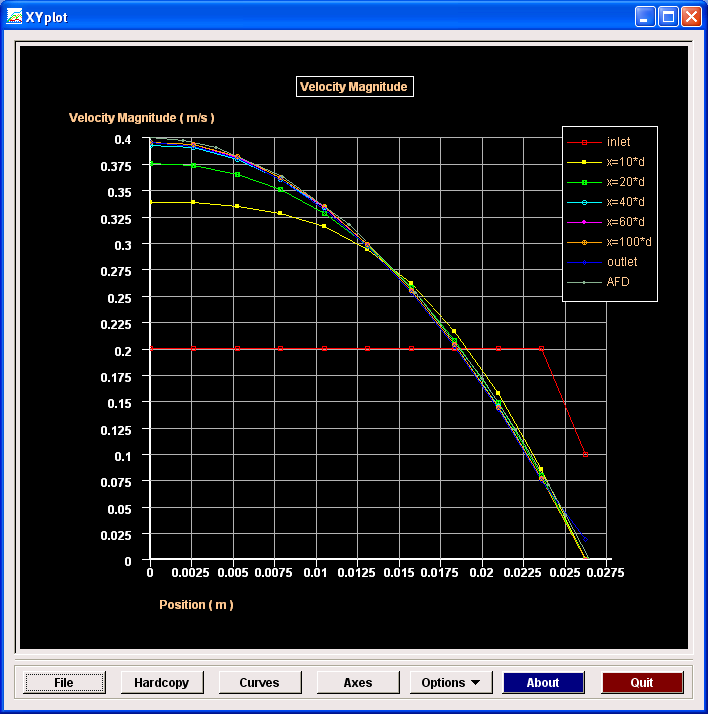 XYplot
Velocity Magnitude
Velocity Magnitude ( m/s )
0.4
0.375
0.35
0.325
0.3
0.275
0.25
0.225
0.2
0.175
0.15
0.125
0.1
0.075
0.05
0.025
0
inlet
x=10*d
x=20*d
x=40*d
x=60*d
x=100*d
outlet
AFD
0 0.0025 0.005 0.0075 0.01 0.0125 0.015 0.0175 0.02 0.0225 0.025 0.0275
Position ( m )
File Hardcopy Curves Axes Options About Quit